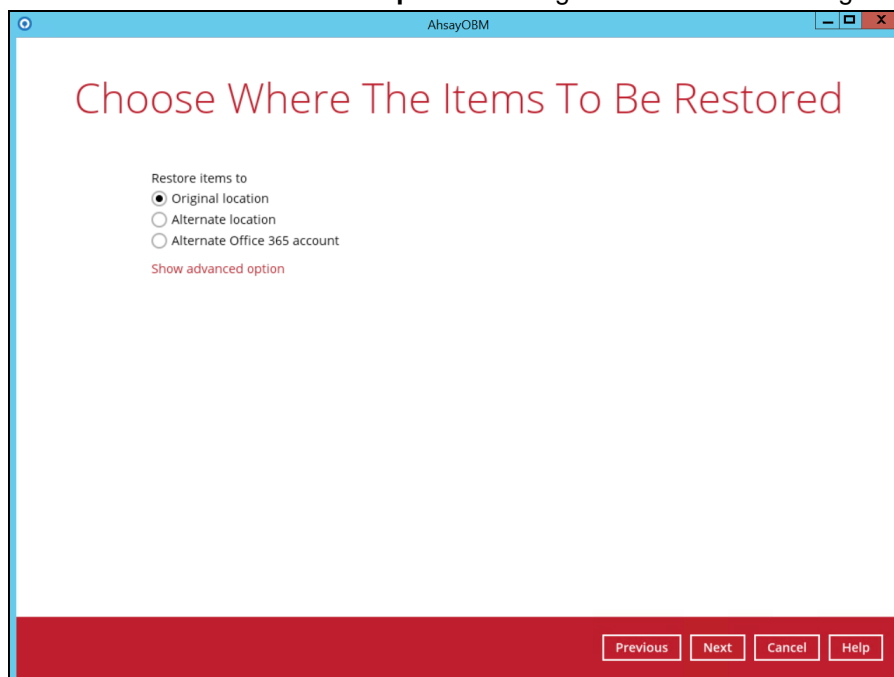 AhsayOBM
Choose Where The Items To Be Restored
Restore items to
Original location
Alternate location
Alternate Office 365 account
Show advanced option
Previous Next Cancel Help